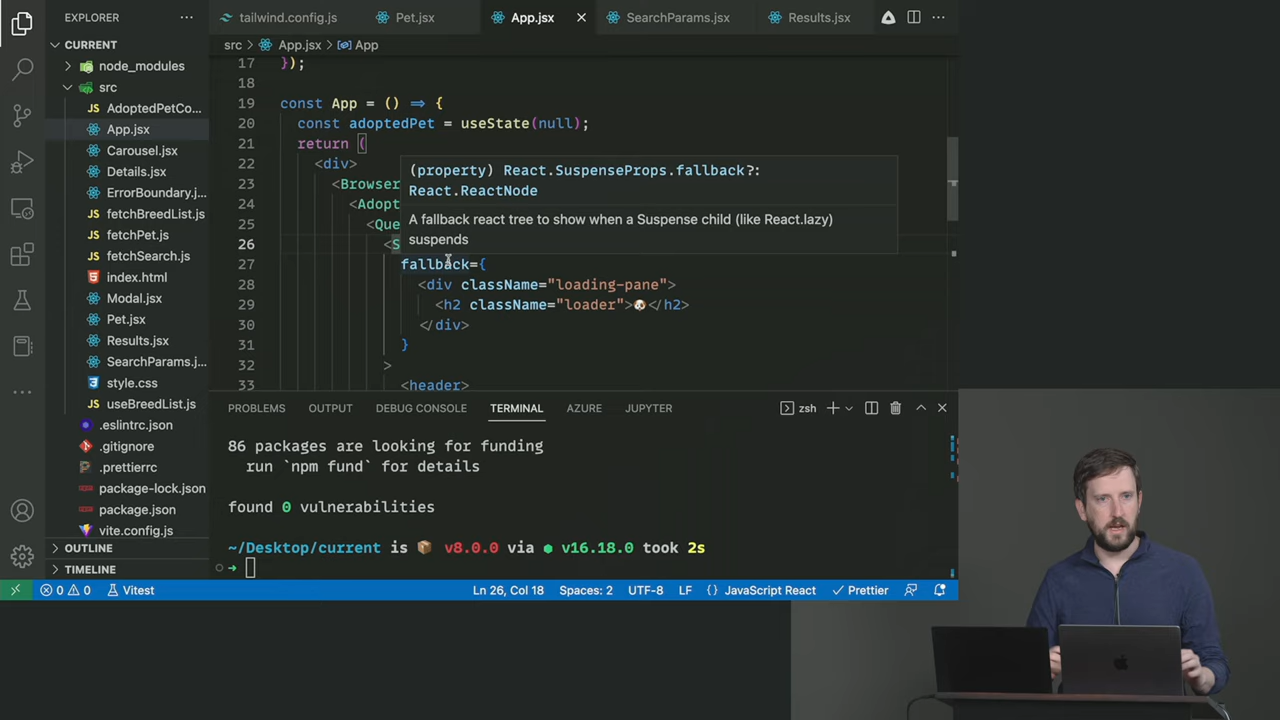 EXPLORER
CURRENT
node_modules
src
AdoptedPetCo...
App.jsx
Carousel.jsx
Details.jsx
ErrorBoundary.j...
fetchBreedList.js
fetchPet.js
fetchSearch.js
index.html
Modal.jsx
Pet.jsx
Results.jsx
SearchParams.j...
style.css
useBreedList.js
.eslintrc.json
.gitignore
.prettierrc
package-lock.json
package.json
vite.config.js
OUTLINE
TIMELINE
tailwind.config.js
Pet.jsx
App.jsx
SearchParams.jsx
Results.jsx
src > App.jsx > App
17 });
18
19 const App = () => {
20 const adoptedPet = useState(null);
21 return (
22 <div>
23 <Browser
24 <Adopt
25 <Que
26 <S
27 fallback={
28 <div className="loading-pane">
29 <h2 className="loader">🐶</h2>
30 </div>
31 }
32 >
33 <header>
(property) React.SuspenseProps.fallback?:
React.ReactNode
A fallback react tree to show when a Suspense child (like React.lazy)
suspends
PROBLEMS OUTPUT DEBUG CONSOLE TERMINAL AZURE JUPYTER
zsh
86 packages are looking for funding
run `npm fund` for details
found 0 vulnerabilities
~/Desktop/current is 📦 v8.0.0 via ⬢ v16.18.0 took 2s
➜
0 0 Vitest Ln 26, Col 18 Spaces: 2 UTF-8 LF {} JavaScript React Prettier